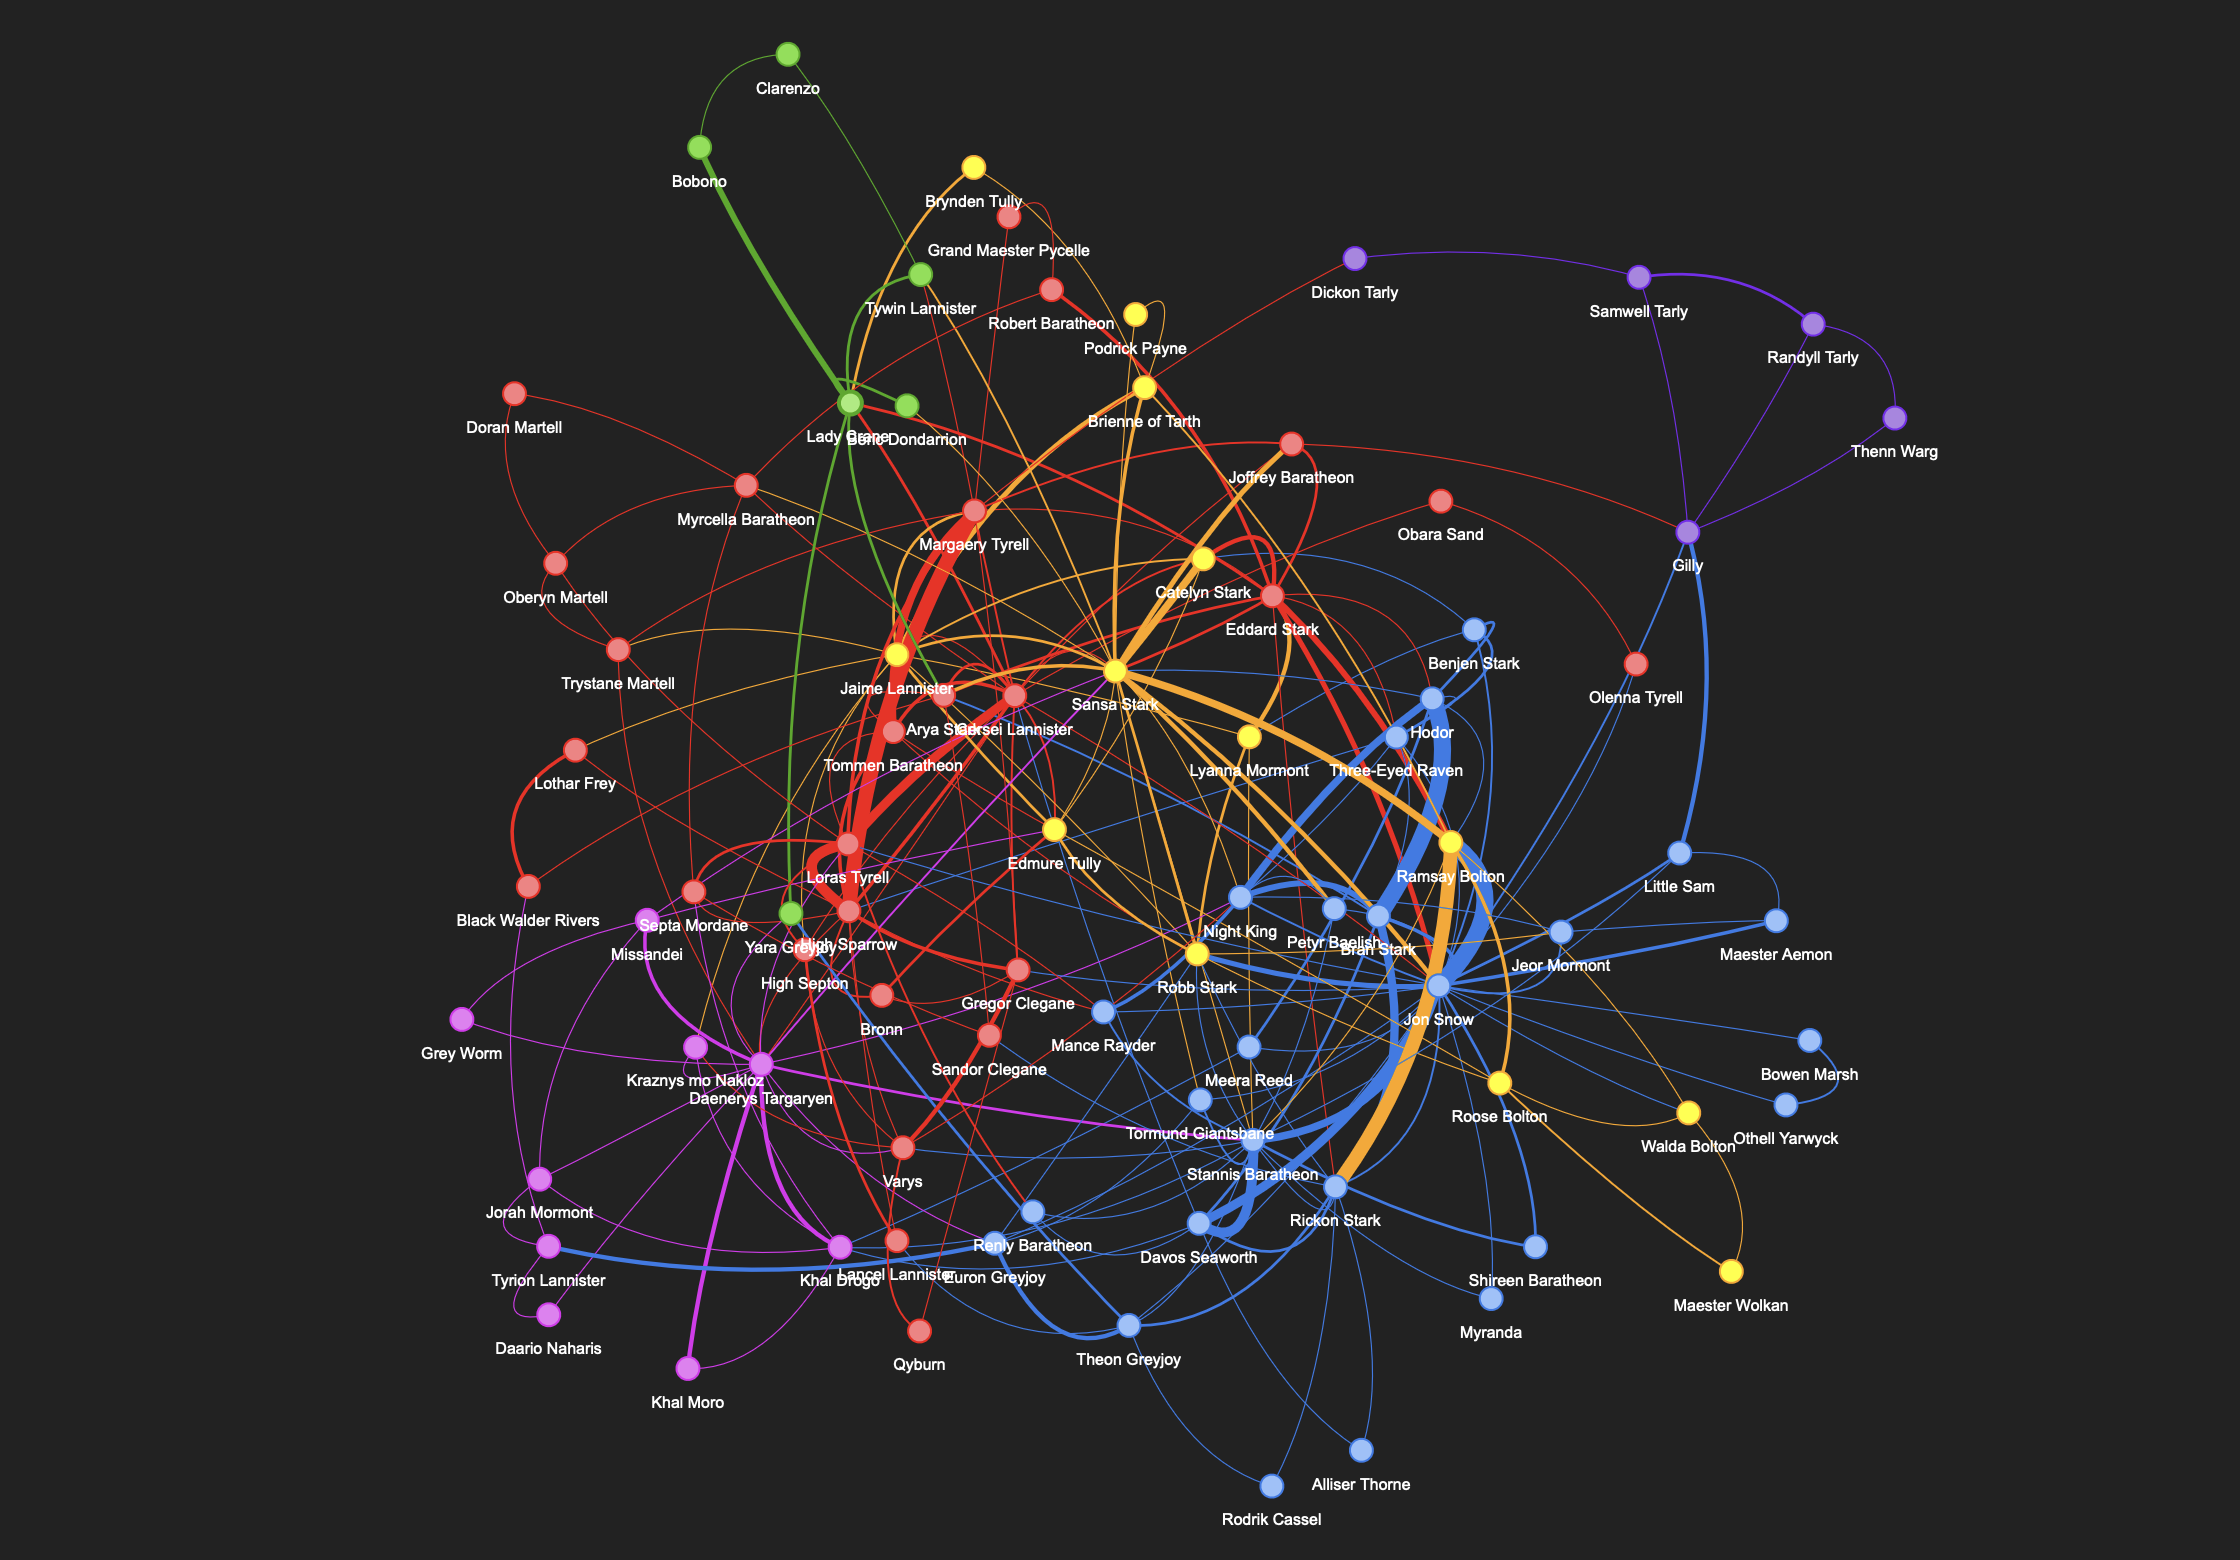 Clarenzo
Bobono
Brynden Tully
Grand Maester Pycelle
Dickon Tarly
Tywin Lannister
Samwell Tarly
Robert Baratheon
Podrick Payne
Randyll Tarly
Brienne of Tarth
Doran Martell
Lady Crane
Beric Dondarrion
Thenn Warg
Joffrey Baratheon
Myrcella Baratheon
Obara Sand
Margaery Tyrell
Gilly
Catelyn Stark
Oberyn Martell
Eddard Stark
Benjen Stark
Trystane Martell
Jaime Lannister
Olenna Tyrell
Sansa Stark
Arya Stark
Cersei Lannister
Hodor
Tommen Baratheon
Lyanna Mormont
Three-Eyed Raven
Lothar Frey
Edmure Tully
Loras Tyrell
Ramsay Bolton
Little Sam
Black Walder Rivers
Septa Mordane
Night King
Petyr Baelish
Yara Greyjoy
High Sparrow
Bran Stark
Missandei
Maester Aemon
Jeor Mormont
High Septon
Robb Stark
Gregor Clegane
Jon Snow
Bronn
Mance Rayder
Grey Worm
Sandor Clegane
Bowen Marsh
Kraznys mo Nakloz
Meera Reed
Daenerys Targaryen
Roose Bolton
Tormund Giantsbane
Othell Yarwyck
Walda Bolton
Stannis Baratheon
Varys
Jorah Mormont
Rickon Stark
Renly Baratheon
Davos Seaworth
Lancel Lannister
Euron Greyjoy
Tyrion Lannister
Khal Drogo
Shireen Baratheon
Maester Wolkan
Myranda
Daario Naharis
Theon Greyjoy
Qyburn
Khal Moro
Alliser Thorne
Rodrik Cassel